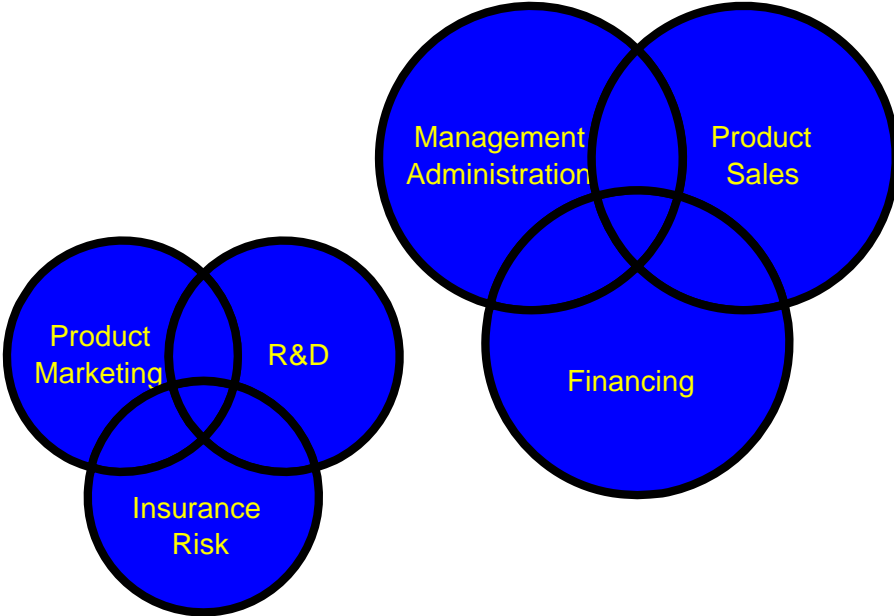 Management
Administration
Product
Sales
Financing
Product
Marketing
R&D
Insurance
Risk